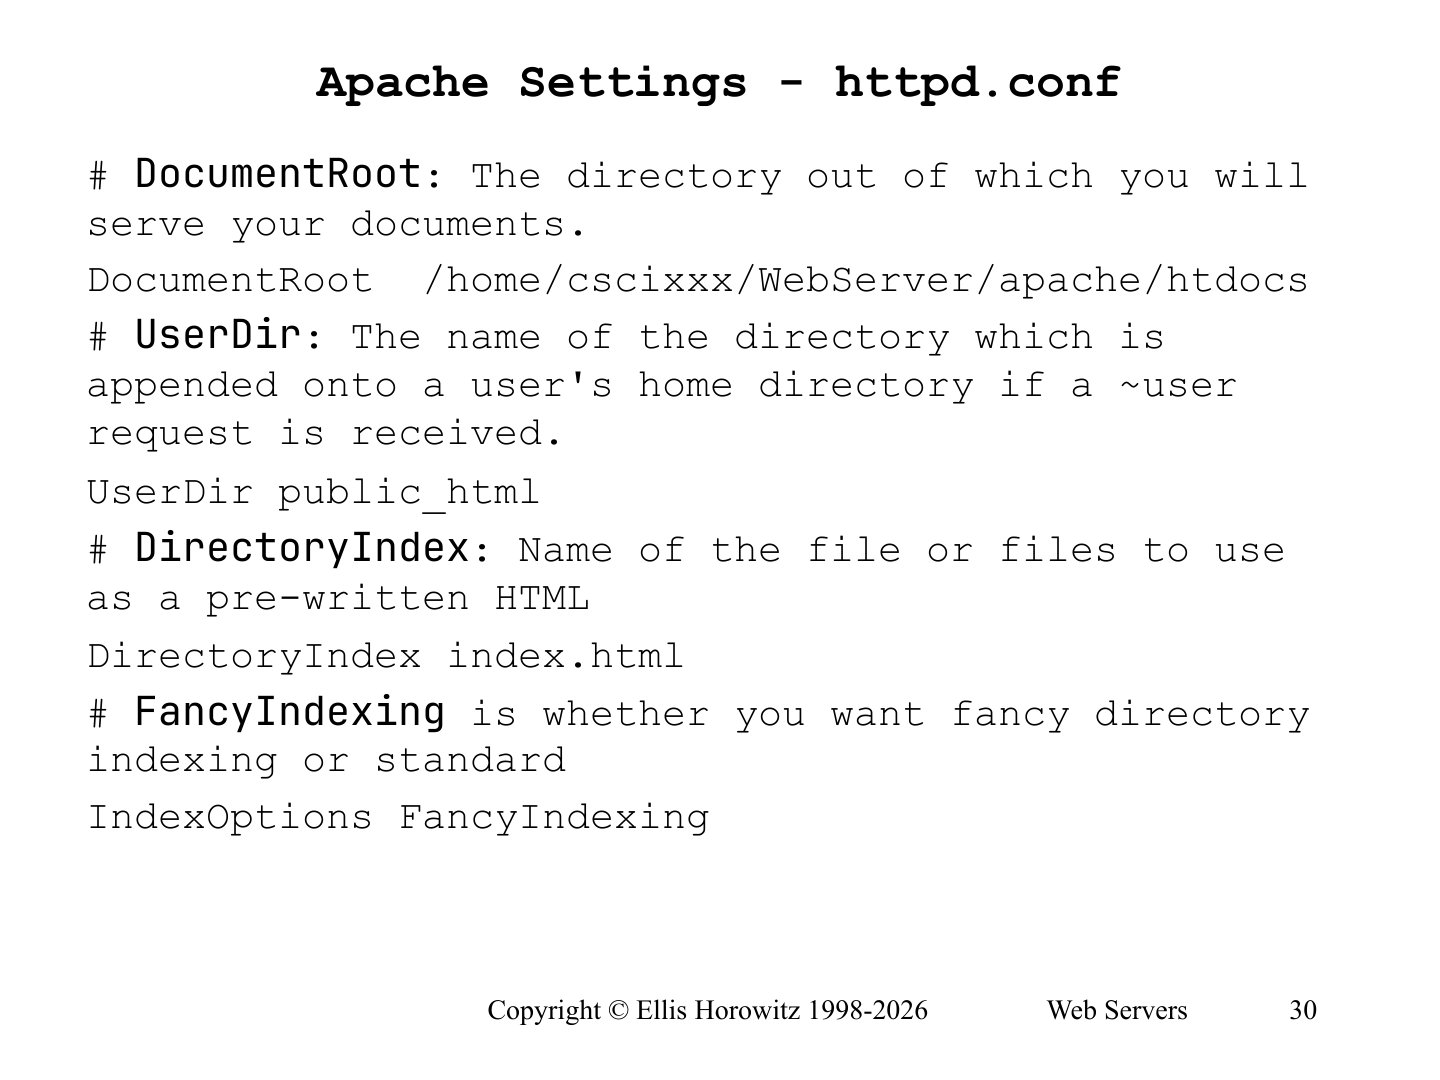 Apache Settings - httpd.conf
# DocumentRoot: The directory out of which you will
serve your documents.
DocumentRoot  /home/cscixxx/WebServer/apache/htdocs
# UserDir: The name of the directory which is
appended onto a user's home directory if a ~user
request is received.
UserDir public_html
# DirectoryIndex: Name of the file or files to use
as a pre-written HTML
DirectoryIndex index.html
# FancyIndexing is whether you want fancy directory
indexing or standard
IndexOptions FancyIndexing
Copyright © Ellis Horowitz 1998-2026 Web Servers 30